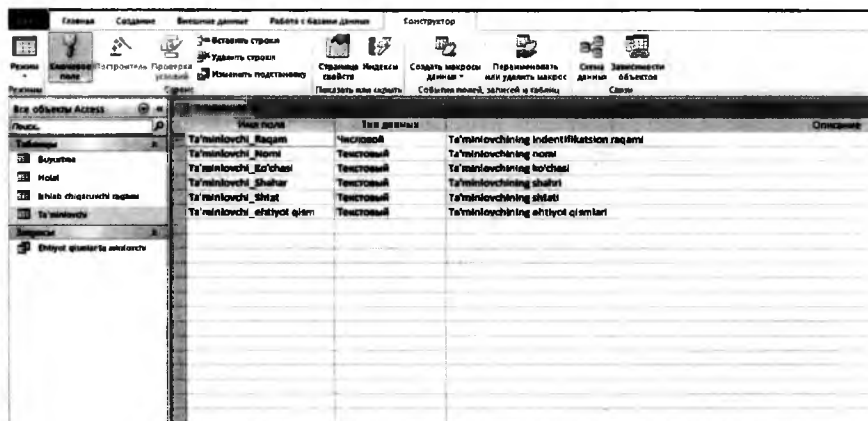 Главная Создание Внешние данные Работа с базами данных Конструктор
Режим
Ключевое поле
Построитель
Проверка условий
Вставить строки
Удалить строки
Изменить подстановку
Страница свойств
Индексы
Создать макросы данных
Переименовать или удалить макрос
Схема данных
Зависимости объектов
Режимы Сервис Показать или скрыть События полей, записей и таблиц Связи
Все объекты Access
Поиск...
Таблицы
Buyurtma
Holat
Ishlab chiqaruvchi raqami
Ta'minlovchi
Запросы
Ehtiyot qismlar ta minlovchi
Имя поля Тип данных Описание
Ta'minlovchi_Raqam Числовой Ta'minlovchining indentifikatsion raqami
Ta'minlovchi_Nomi Текстовый Ta'minlovchining nomi
Ta'minlovchi_Ko'chasi Текстовый Ta'minlovchining ko'chasi
Ta'minlovchi_Shahar Текстовый Ta'minlovchining shahri
Ta'minlovchi_Shtat Текстовый Ta'minlovchining shtati
Ta'minlovchi_ehtiyot qism Текстовый Ta'minlovchining ehtiyot qismlari